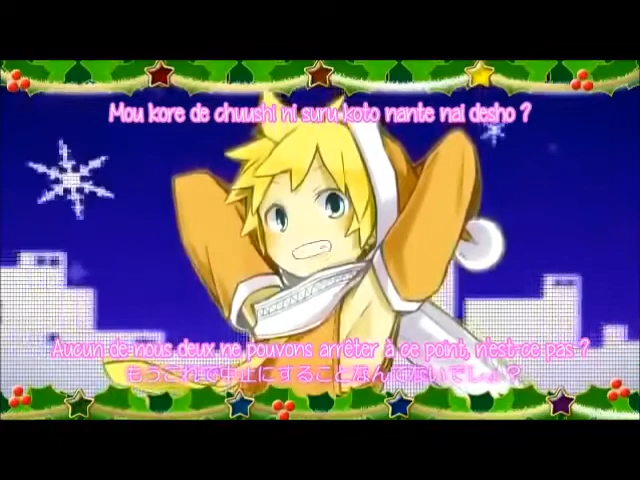 Mou kore de chuushi ni suru koto nante nai desho ?
Aucun de nous deux ne pouvons arrêter à ce point, n'est-ce pas ?
もうこれで中止にすることなんてないでしょ？